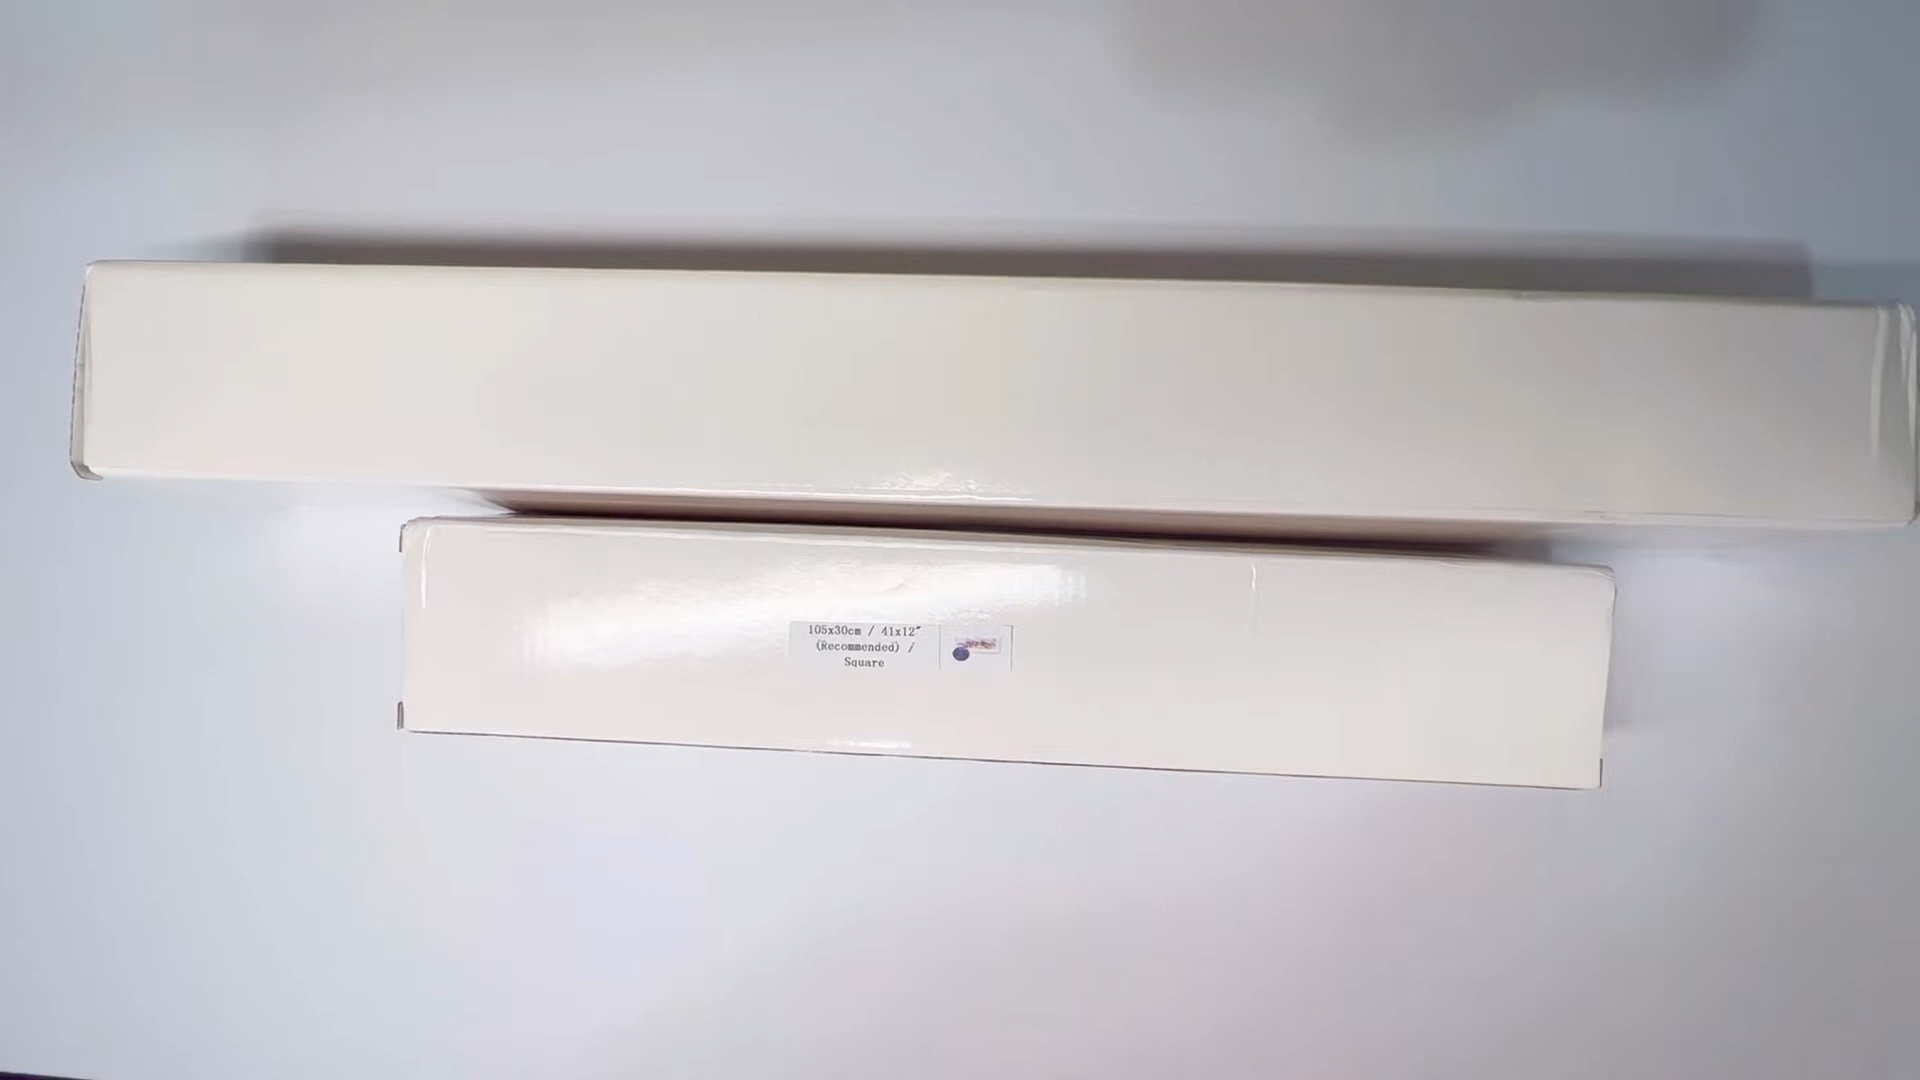 105x30cm / 41x12"
(Recommended) /
Square